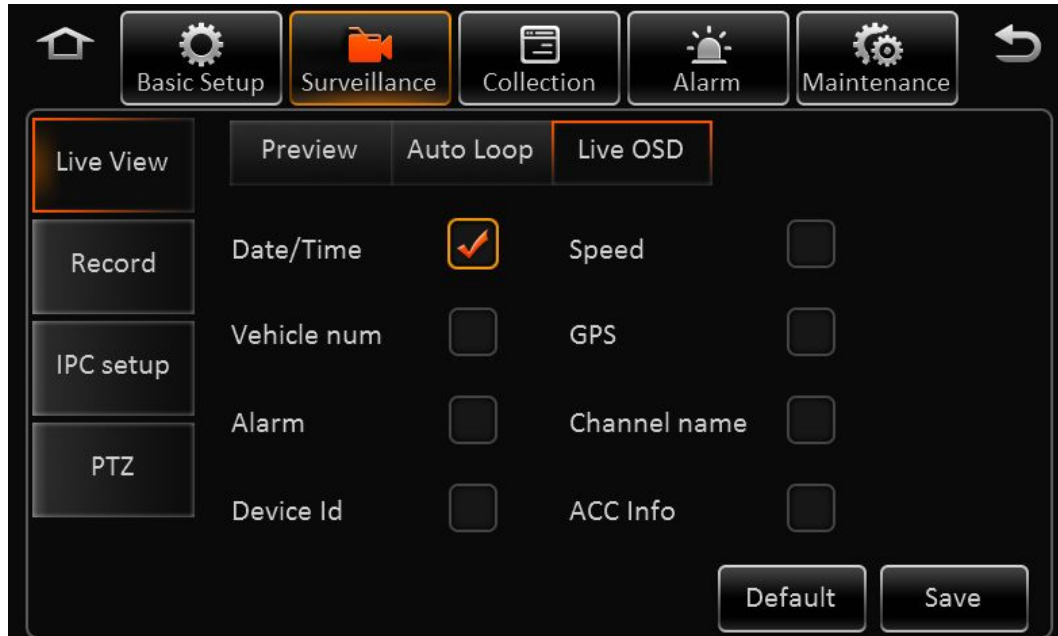 Basic Setup
Surveillance
Collection
Alarm
Maintenance
Live View
Record
IPC setup
PTZ
Preview
Auto Loop
Live OSD
Date/Time
Speed
Vehicle num
GPS
Alarm
Channel name
Device Id
ACC Info
Default
Save